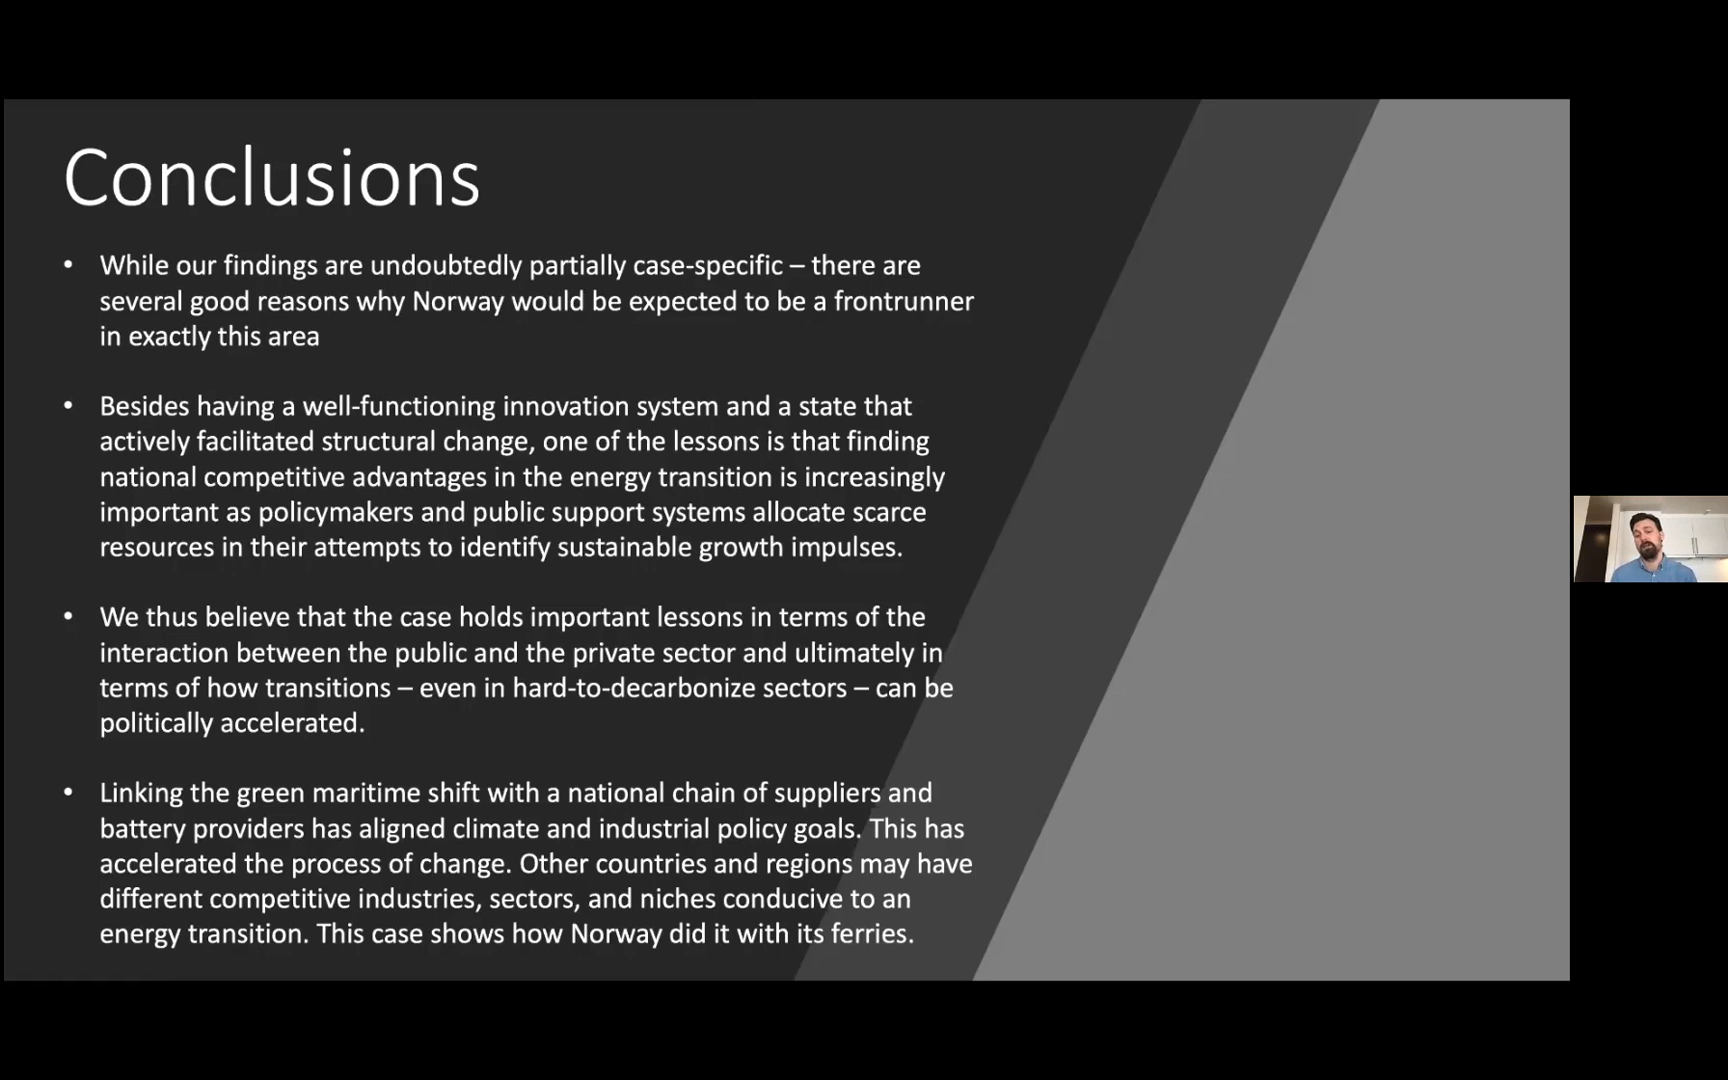 Conclusions
• While our findings are undoubtedly partially case-specific – there are
several good reasons why Norway would be expected to be a frontrunner
in exactly this area
• Besides having a well-functioning innovation system and a state that
actively facilitated structural change, one of the lessons is that finding
national competitive advantages in the energy transition is increasingly
important as policymakers and public support systems allocate scarce
resources in their attempts to identify sustainable growth impulses.
• We thus believe that the case holds important lessons in terms of the
interaction between the public and the private sector and ultimately in
terms of how transitions – even in hard-to-decarbonize sectors – can be
politically accelerated.
• Linking the green maritime shift with a national chain of suppliers and
battery providers has aligned climate and industrial policy goals. This has
accelerated the process of change. Other countries and regions may have
different competitive industries, sectors, and niches conducive to an
energy transition. This case shows how Norway did it with its ferries.